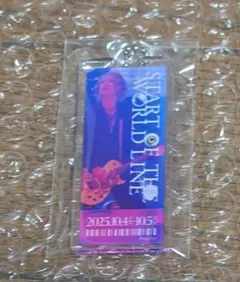 START OF THE
WORLD LINE
2025.10.4 10.5